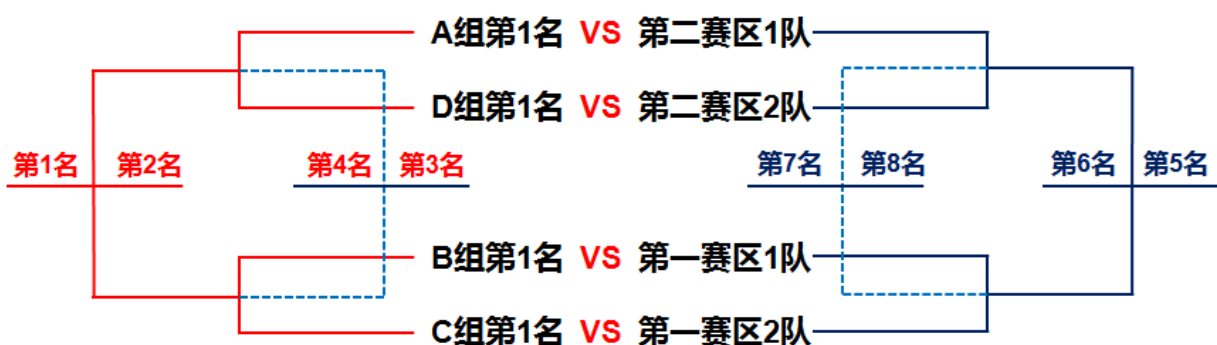 A组第1名 VS 第二赛区1队
D组第1名 VS 第二赛区2队
第1名 第2名 第4名 第3名 第7名 第8名 第6名 第5名
B组第1名 VS 第一赛区1队
C组第1名 VS 第一赛区2队